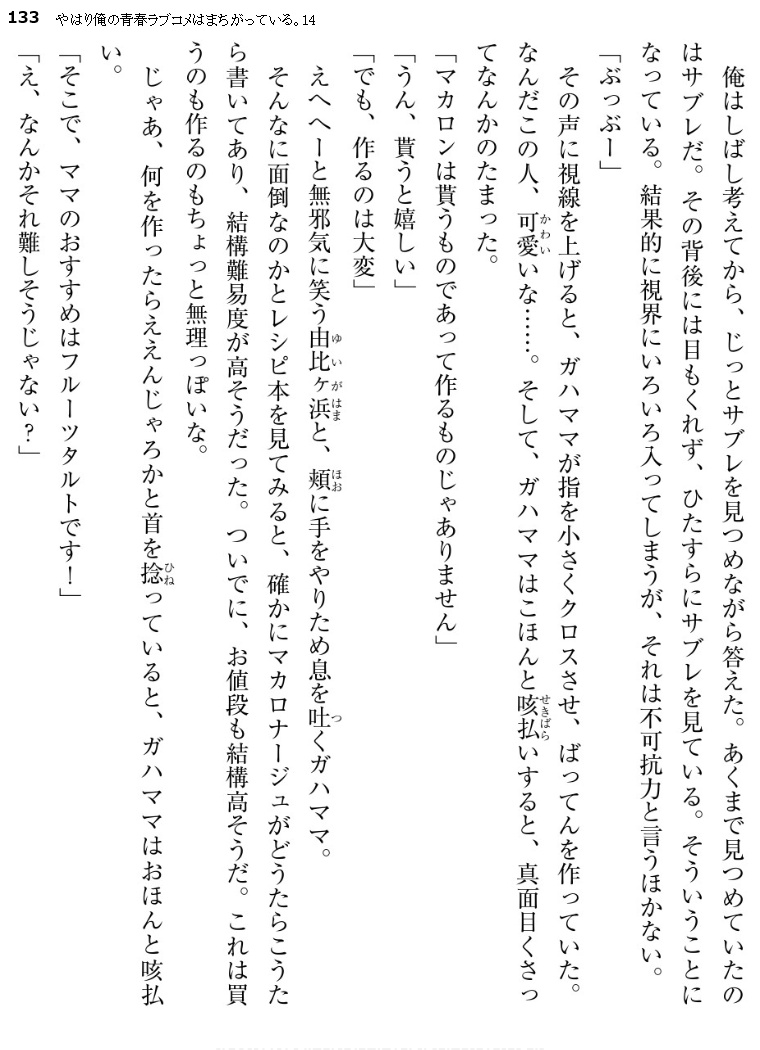 133 やはり俺の青春ラブコメはまちがっている。14
　俺はしばし考えてから、じっとサブレを見つめながら答えた。あくまで見つめていたの
はサブレだ。その背後には目もくれず、ひたすらにサブレを見ている。そういうことに
なっている。結果的に視界にいろいろ入ってしまうが、それは不可抗力と言うほかない。
「ぶっぶー」
　その声に視線を上げると、ガハママが指を小さくクロスさせ、ばってんを作っていた。
なんだこの人、可愛いな……。そして、ガハママはこほんと咳払いすると、真面目くさっ
てなんかのたまった。
「マカロンは貰うものであって作るものじゃありません」
「うん、貰うと嬉しい」
「でも、作るのは大変」
　えへへーと無邪気に笑う由比ヶ浜と、頬に手をやりため息を吐くガハママ。
　そんなに面倒なのかとレシピ本を見てみると、確かにマカロナージュがどうたらこうた
ら書いてあり、結構難易度が高そうだった。ついでに、お値段も結構高そうだ。これは買
うのも作るのもちょっと無理っぽいな。
　じゃあ、何を作ったらええんじゃろかと首を捻っていると、ガハママはおほんと咳払
い。
「そこで、ママのおすすめはフルーツタルトです！」
「え、なんかそれ難しそうじゃない？」